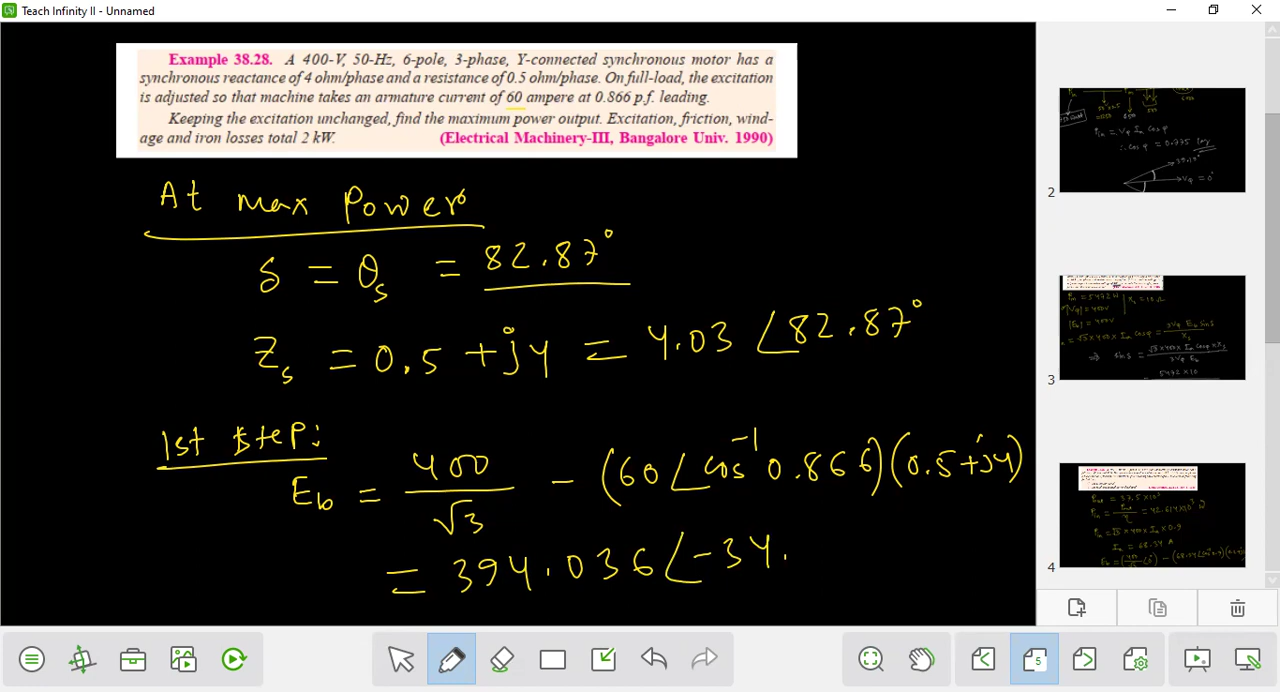 Teach Infinity II - Unnamed
Example 38.28. A 400-V, 50-Hz, 6-pole, 3-phase, Y-connected synchronous motor has a
synchronous reactance of 4 ohm/phase and a resistance of 0.5 ohm/phase. On full-load, the excitation
is adjusted so that machine takes an armature current of 60 ampere at 0.866 p.f. leading.
Keeping the excitation unchanged, find the maximum power output. Excitation, friction, wind-
age and iron losses total 2 kW. (Electrical Machinery-III, Bangalore Univ. 1990)
At max Power
δ = θs = 82.87°
Zs = 0.5 + j4 = 4.03 ∠82.87°
1st step:
Eb = 400/√3 - (60 ∠cos⁻¹ 0.866)(0.5+j4)
= 394.036 ∠-34.
2
3
4
5